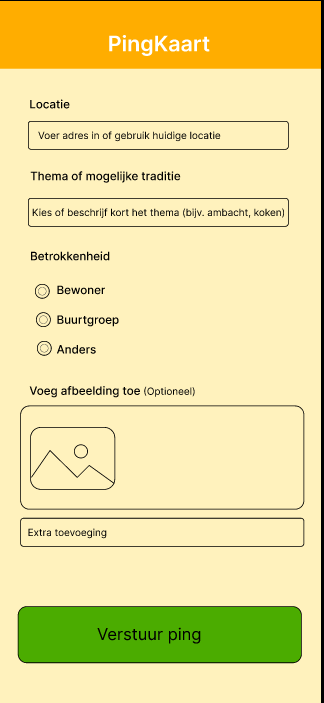 PingKaart
Locatie
Voer adres in of gebruik huidige locatie
Thema of mogelijke traditie
Kies of beschrijf kort het thema (bijv. ambacht, koken)
Betrokkenheid
Bewoner
Buurtgroep
Anders
Voeg afbeelding toe (Optioneel)
Extra toevoeging
Verstuur ping